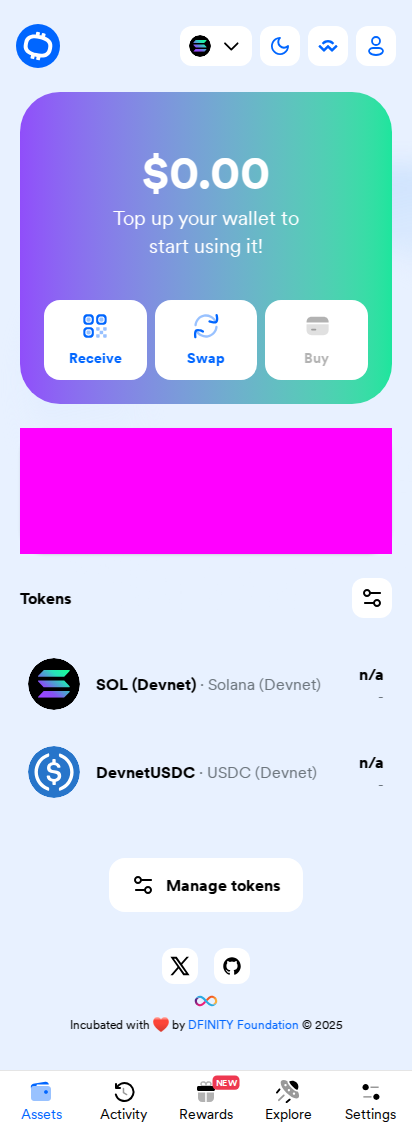 $0.00
Top up your wallet to
start using it!
Receive
Swap
Buy
Tokens
SOL (Devnet) · Solana (Devnet)
n/a
-
DevnetUSDC · USDC (Devnet)
n/a
-
Manage tokens
Incubated with ❤️ by DFINITY Foundation © 2025
NEW
Assets
Activity
Rewards
Explore
Settings